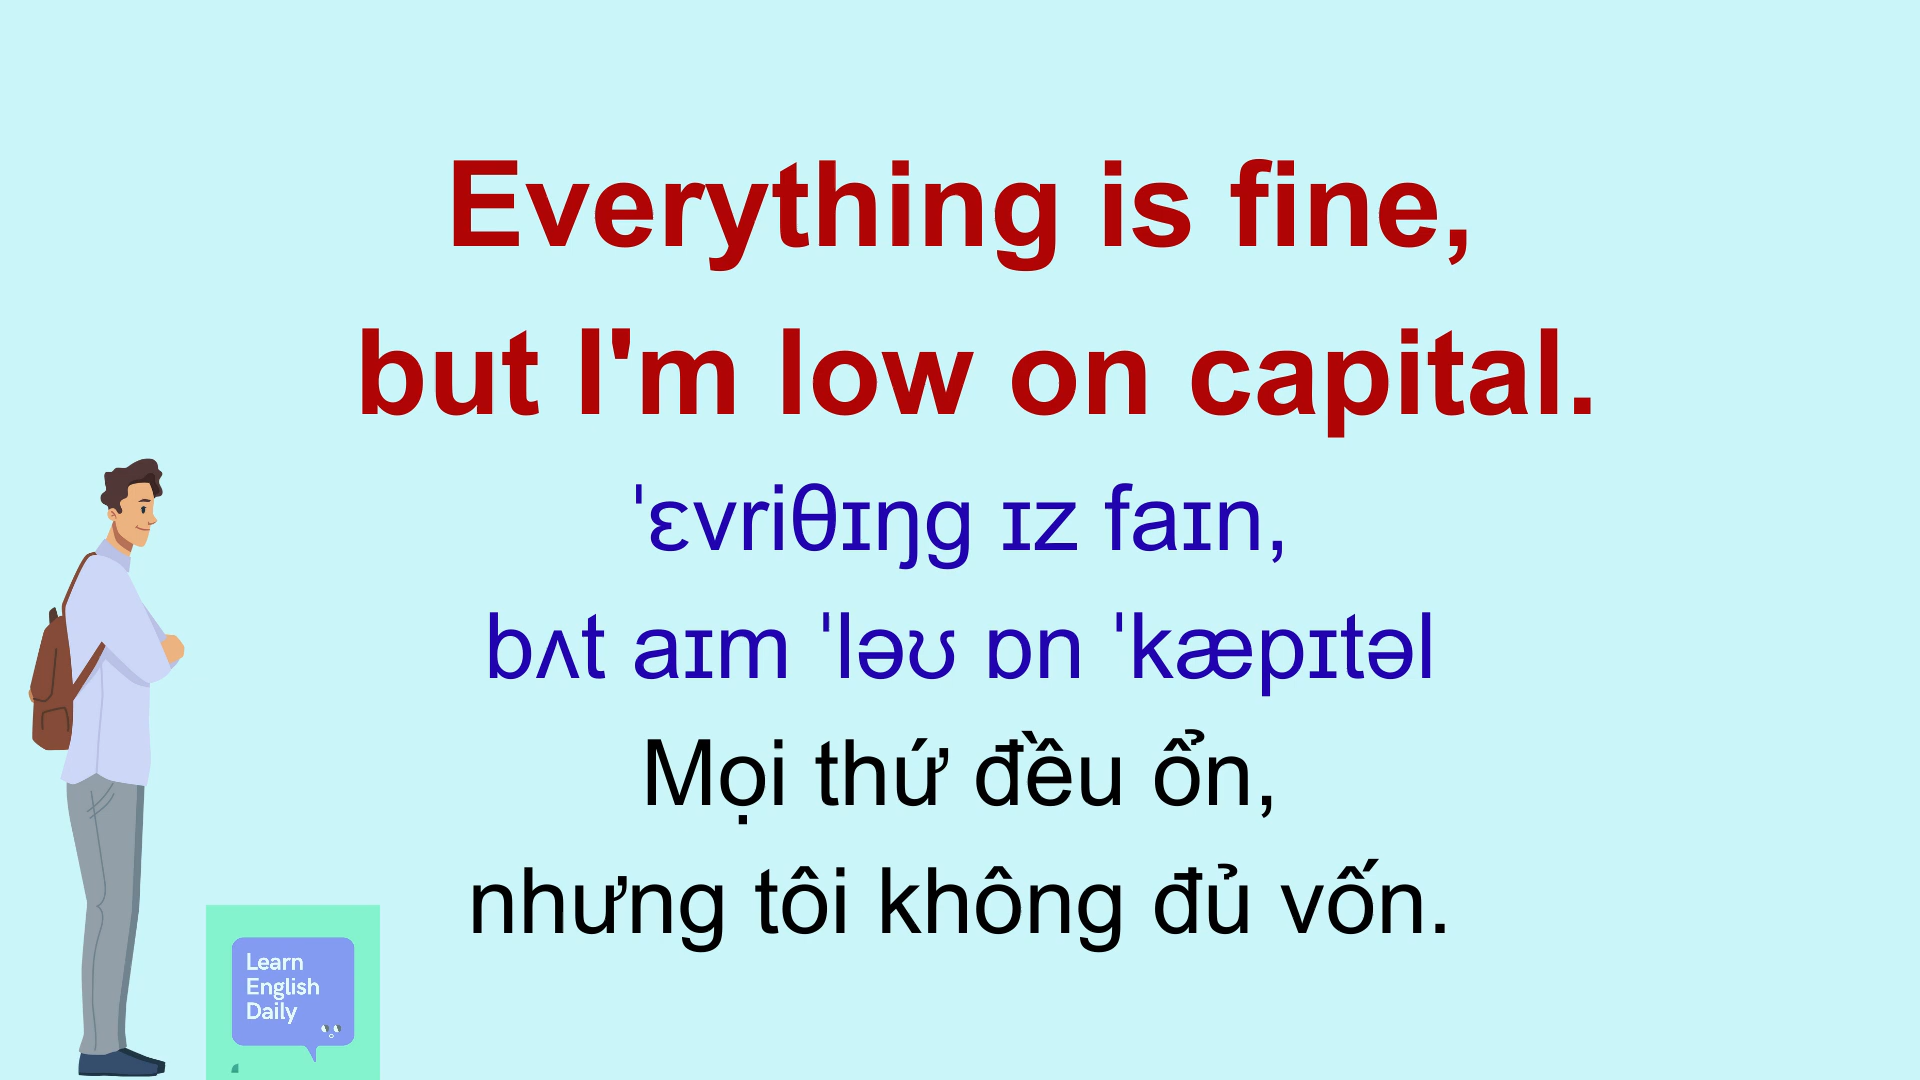 Everything is fine,
but I'm low on capital.
ˈɛvriθɪŋg ɪz faɪn,
bʌt aɪm ˈləʊ ɒn ˈkæpɪtəl
Mọi thứ đều ổn,
nhưng tôi không đủ vốn.
Learn
English
Daily